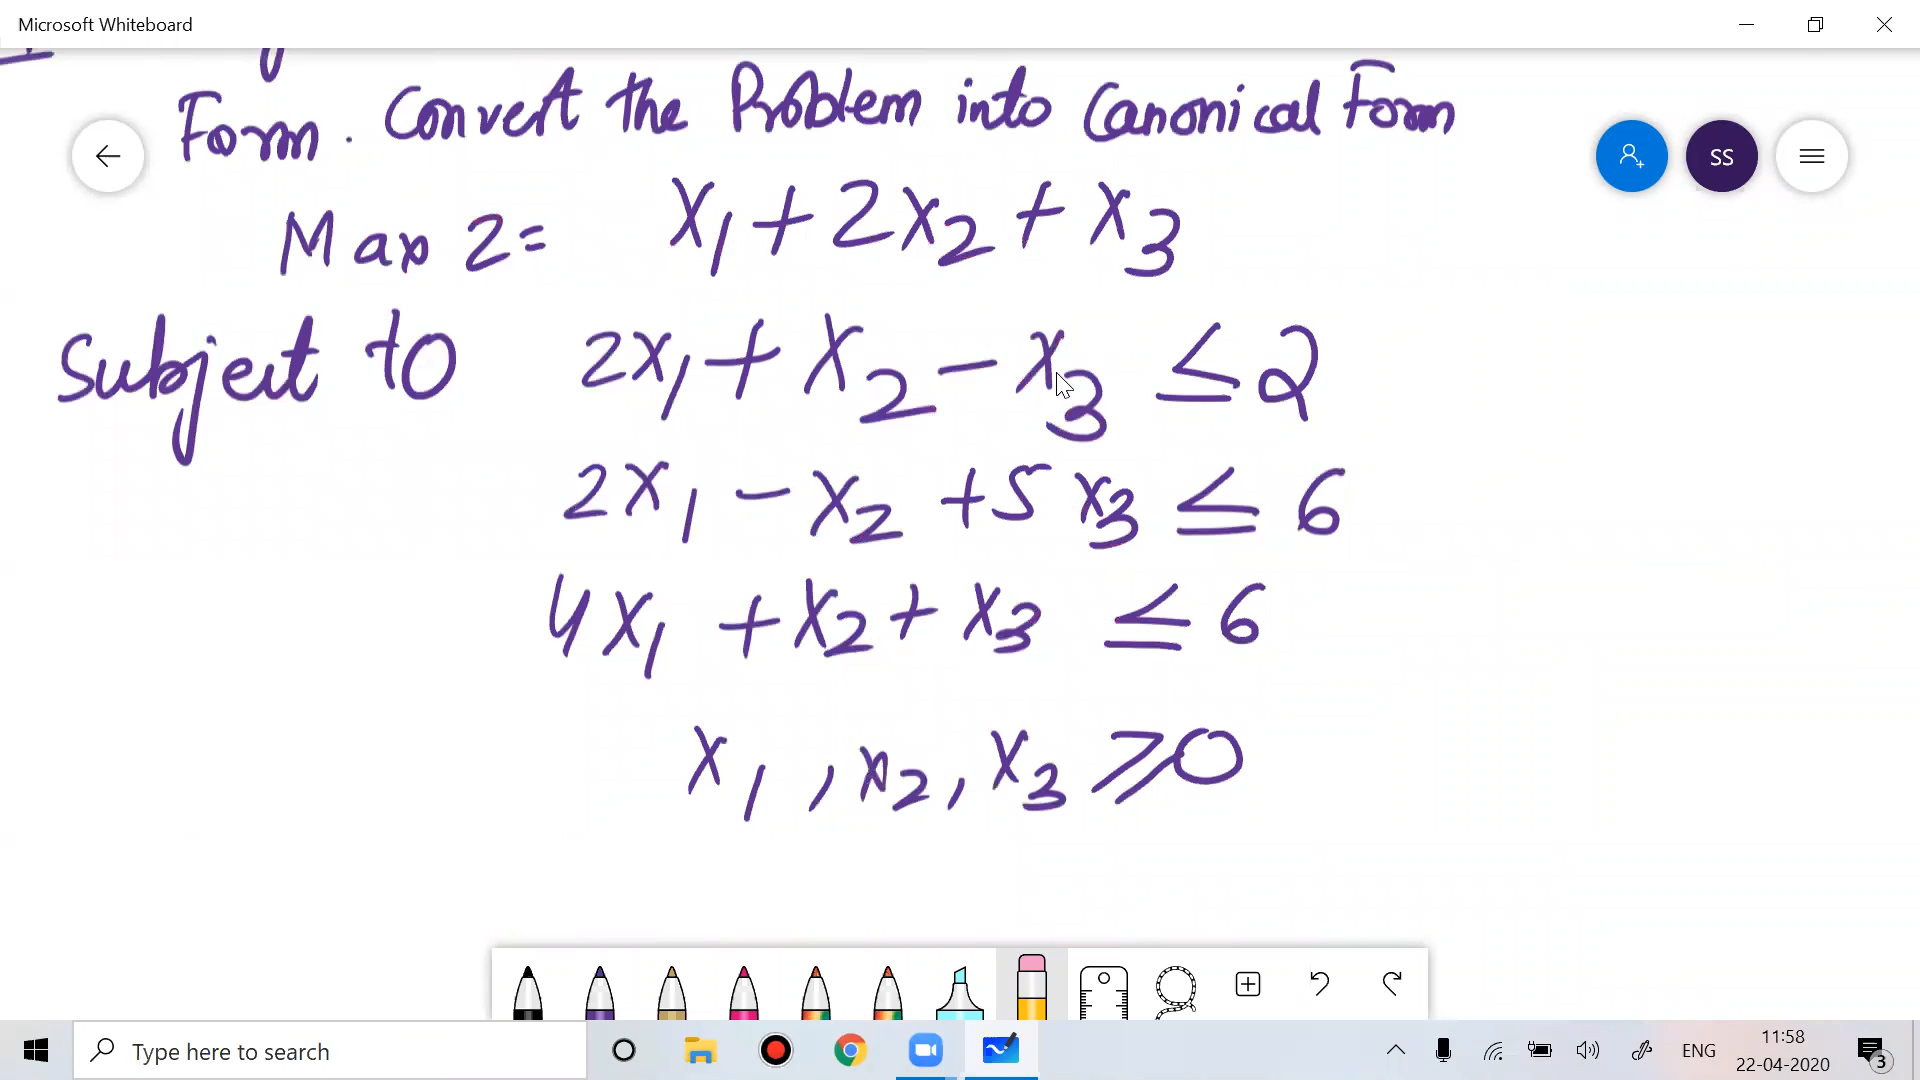 Microsoft Whiteboard
Form. Convert the Problem into Canonical Form
SS
Max Z = x₁ + 2x₂ + x₃
Subject to 2x₁ + x₂ - x₃ ≤ 2
2x₁ - x₂ + 5x₃ ≤ 6
4x₁ + x₂ + x₃ ≤ 6
x₁, x₂, x₃ ≥ 0
Type here to search
ENG
11:58
22-04-2020
3